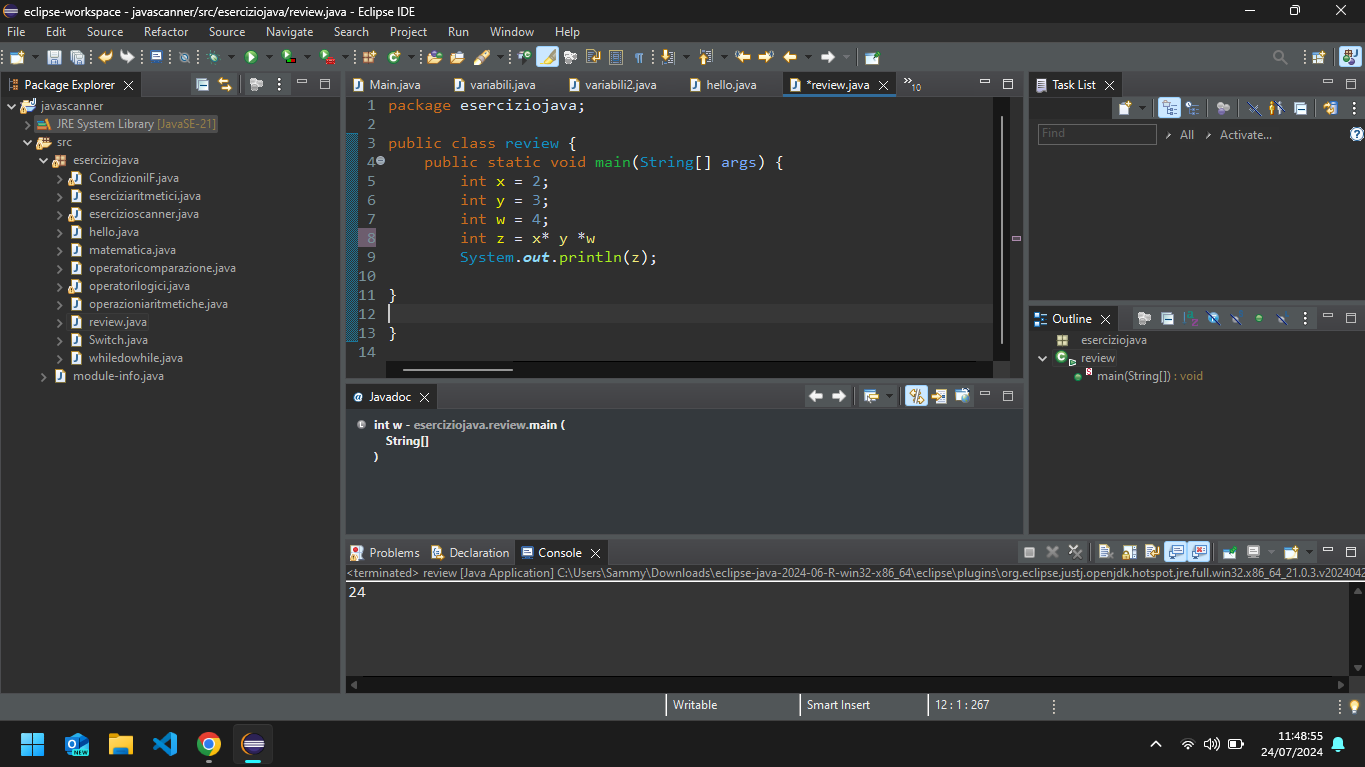 eclipse-workspace - javascanner/src/eserciziojava/review.java - Eclipse IDE
File Edit Source Refactor Source Navigate Search Project Run Window Help
Package Explorer
javascanner
JRE System Library [JavaSE-21]
src
eserciziojava
CondizioniIF.java
eserciziaritmetici.java
esercizioscanner.java
hello.java
matematica.java
operatoricomparazione.java
operatorilogici.java
operazioniaritmetiche.java
review.java
Switch.java
whiledowhile.java
module-info.java
Main.java variabili.java variabili2.java hello.java *review.java »10
1 package eserciziojava;
2
3 public class review {
4 public static void main(String[] args) {
5 int x = 2;
6 int y = 3;
7 int w = 4;
8 int z = x* y *w
9 System.out.println(z);
10
11 }
12
13 }
14
Javadoc
int w - eserciziojava.review.main (
String[]
)
Problems Declaration Console
<terminated> review [Java Application] C:\Users\Sammy\Downloads\eclipse-java-2024-06-R-win32-x86_64\eclipse\plugins\org.eclipse.justj.openjdk.hotspot.jre.full.win32.x86_64_21.0.3.v2024042
24
Task List
Find All Activate...
Outline
eserciziojava
review
main(String[]) : void
Writable Smart Insert 12 : 1 : 267
NEW
11:48:55
24/07/2024